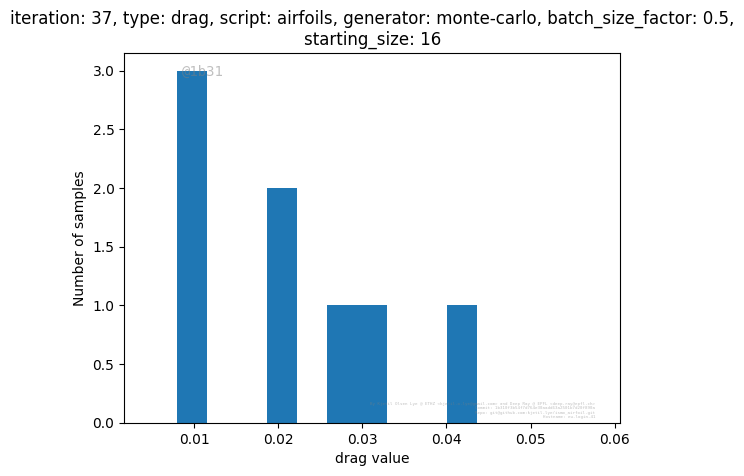 iteration: 37, type: drag, script: airfoils, generator: monte-carlo, batch_size_factor: 0.5,
starting_size: 16
@1b31
3.0
2.5
2.0
1.5
1.0
0.5
0.0
Number of samples
0.01 0.02 0.03 0.04 0.05 0.06
drag value